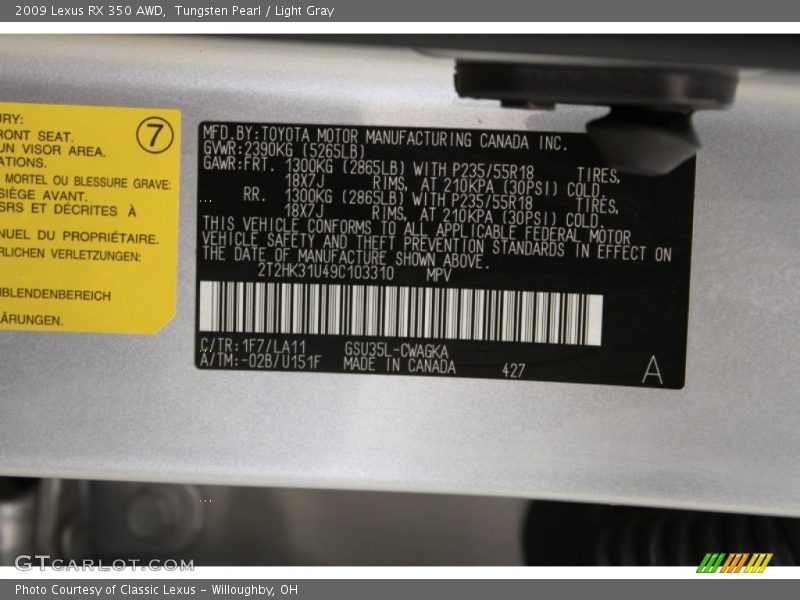 2009 Lexus RX 350 AWD,  Tungsten Pearl / Light Gray
URY:
RONT SEAT.
UN VISOR AREA.
ATIONS.
MORTEL OU BLESSURE GRAVE:
SIÈGE AVANT.
SRS ET DÉCRITES À
NUEL DU PROPRIÉTAIRE.
RLICHEN VERLETZUNGEN:
BLENDENBEREICH
ÄRUNGEN.
7
MFD.BY:TOYOTA MOTOR MANUFACTURING CANADA INC.
GVWR:2390KG (5265LB)
GAWR:FRT. 1300KG (2865LB) WITH P235/55R18 TIRES,
18X7J RIMS, AT 210KPA (30PSI) COLD.
RR. 1300KG (2865LB) WITH P235/55R18 TIRES,
18X7J RIMS, AT 210KPA (30PSI) COLD.
THIS VEHICLE CONFORMS TO ALL APPLICABLE FEDERAL MOTOR
VEHICLE SAFETY AND THEFT PREVENTION STANDARDS IN EFFECT ON
THE DATE OF MANUFACTURE SHOWN ABOVE.
2T2HK31U49C103310 MPV
C/TR:1F7/LA11 GSU35L-CWAGKA
A/TM:-02B/U151F MADE IN CANADA 427
A
GTCARLOT.COM
Photo Courtesy of Classic Lexus - Willoughby, OH